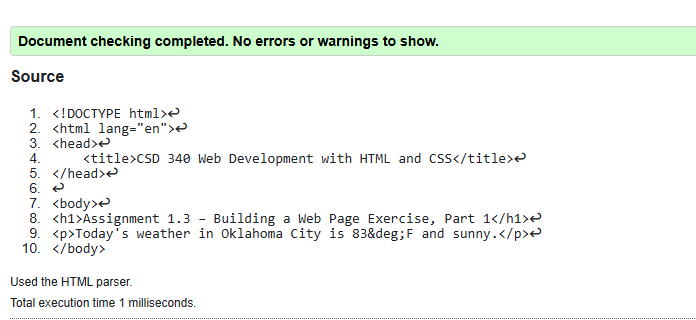 Document checking completed. No errors or warnings to show.
Source
1. <!DOCTYPE html>↩
2. <html lang="en">↩
3. <head>↩
4.     <title>CSD 340 Web Development with HTML and CSS</title>↩
5. </head>↩
6. ↩
7. <body>↩
8. <h1>Assignment 1.3 – Building a Web Page Exercise, Part 1</h1>↩
9. <p>Today's weather in Oklahoma City is 83&deg;F and sunny.</p>↩
10. </body>
Used the HTML parser.
Total execution time 1 milliseconds.